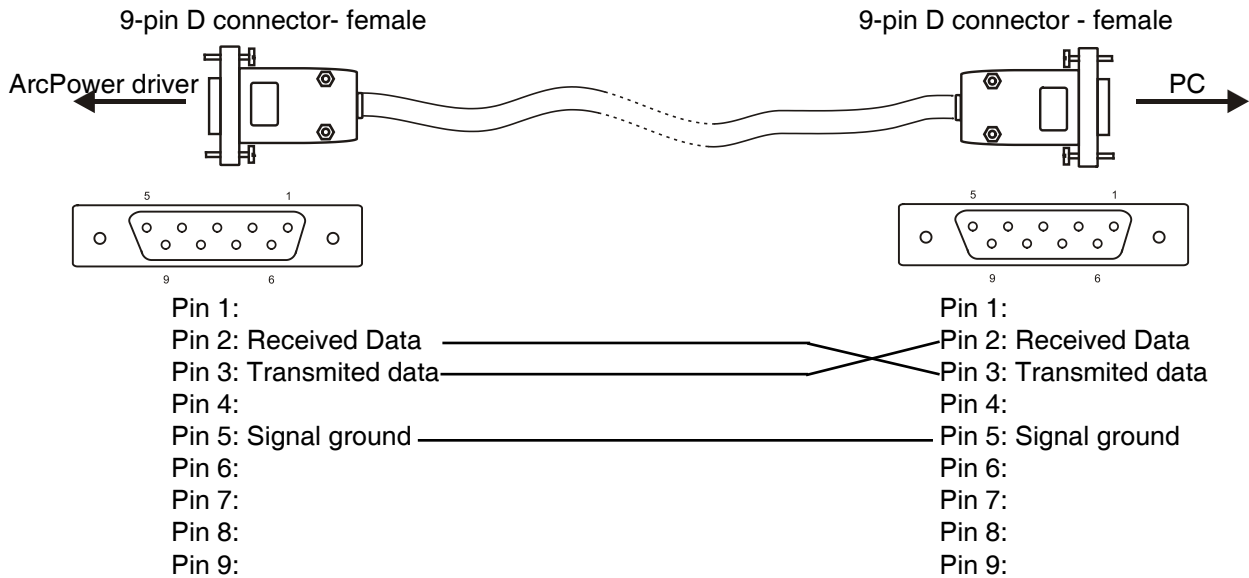 9-pin D connector- female
9-pin D connector - female
ArcPower driver
PC
5 1
9 6
5 1
9 6
Pin 1:
Pin 2: Received Data
Pin 3: Transmited data
Pin 4:
Pin 5: Signal ground
Pin 6:
Pin 7:
Pin 8:
Pin 9:
Pin 1:
Pin 2: Received Data
Pin 3: Transmited data
Pin 4:
Pin 5: Signal ground
Pin 6:
Pin 7:
Pin 8:
Pin 9: